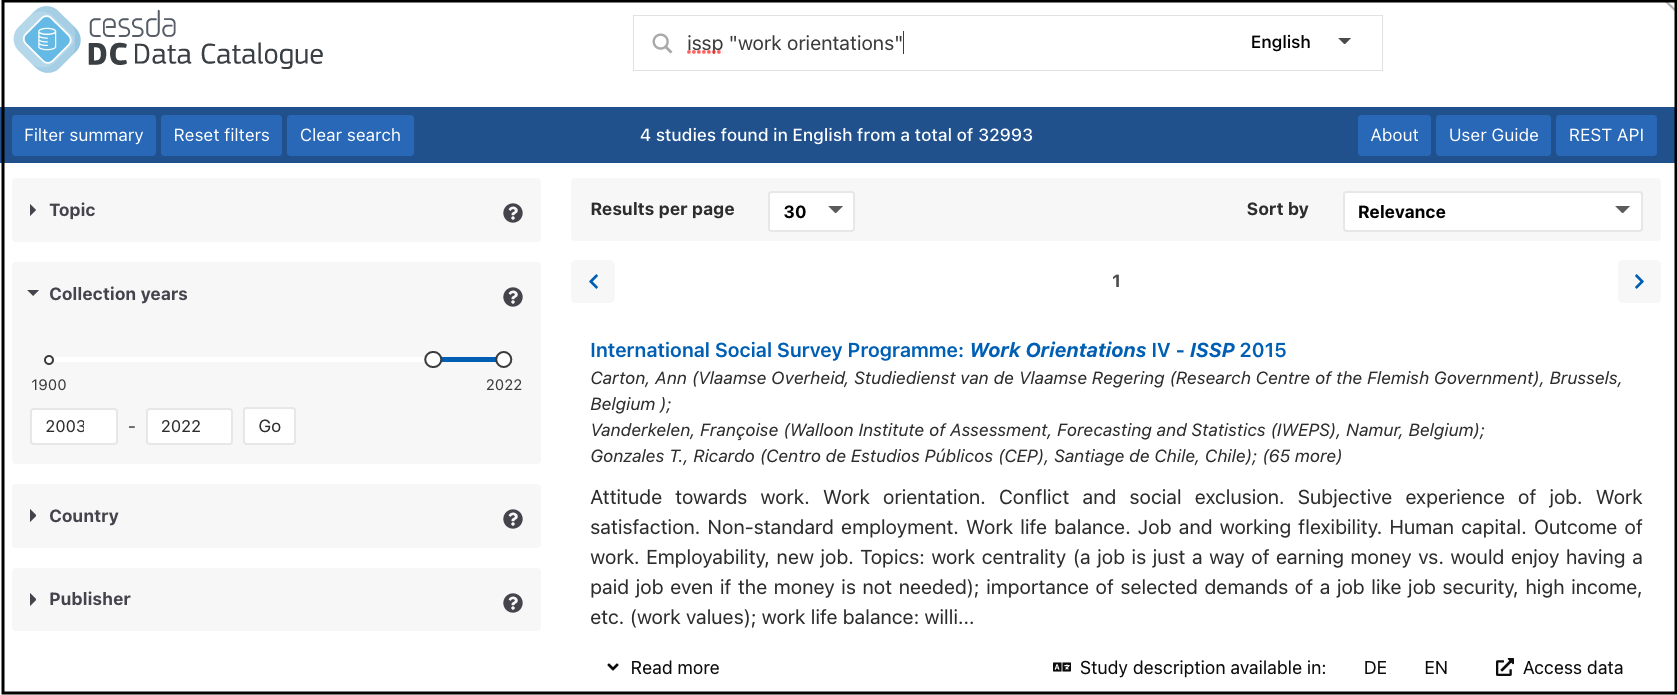 cessda
DC Data Catalogue
issp "work orientations"
English
Filter summary
Reset filters
Clear search
4 studies found in English from a total of 32993
About
User Guide
REST API
Topic
?
Collection years
?
1900
2022
2003 - 2022 Go
Country
?
Publisher
?
Results per page 30
Sort by Relevance
1
International Social Survey Programme: Work Orientations IV - ISSP 2015
Carton, Ann (Vlaamse Overheid, Studiedienst van de Vlaamse Regering (Research Centre of the Flemish Government), Brussels,
Belgium );
Vanderkelen, Françoise (Walloon Institute of Assessment, Forecasting and Statistics (IWEPS), Namur, Belgium);
Gonzales T., Ricardo (Centro de Estudios Públicos (CEP), Santiage de Chile, Chile); (65 more)
Attitude towards work. Work orientation. Conflict and social exclusion. Subjective experience of job. Work
satisfaction. Non-standard employment. Work life balance. Job and working flexibility. Human capital. Outcome of
work. Employability, new job. Topics: work centrality (a job is just a way of earning money vs. would enjoy having a
paid job even if the money is not needed); importance of selected demands of a job like job security, high income,
etc. (work values); work life balance: willi...
Read more
Study description available in: DE EN
Access data